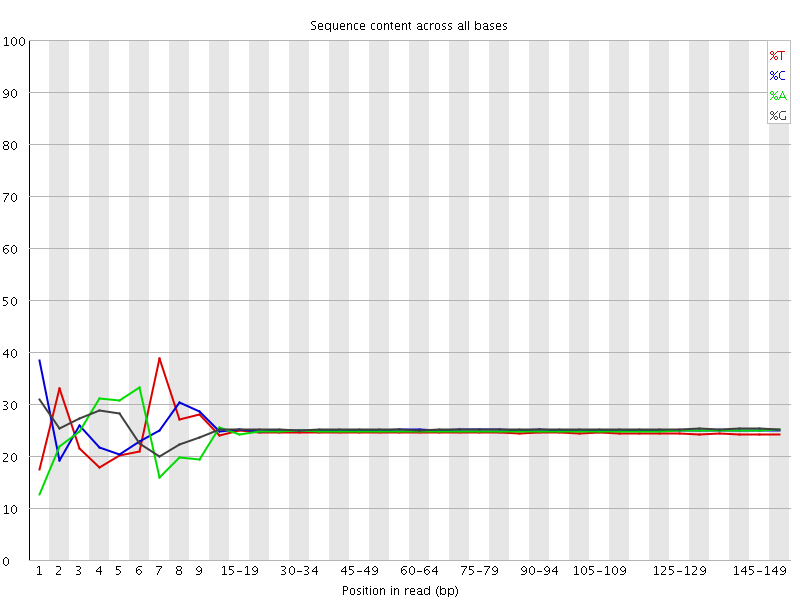 Sequence content across all bases
100
90
80
70
60
50
40
30
20
10
0
%T
%C
%A
%G
1 2 3 4 5 6 7 8 9 15-19 30-34 45-49 60-64 75-79 90-94 105-109 125-129 145-149
Position in read (bp)